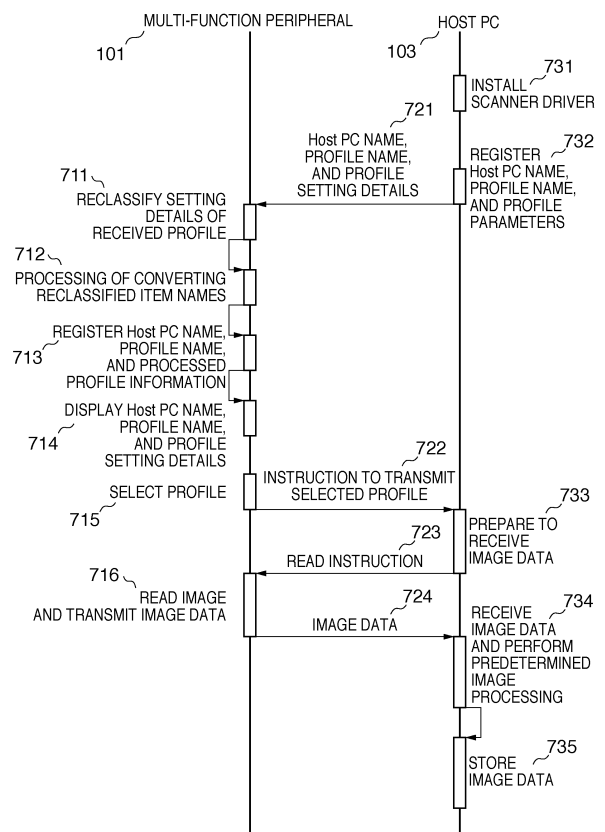 MULTI-FUNCTION PERIPHERAL
101
HOST PC
103
731
INSTALL
SCANNER DRIVER
721
Host PC NAME,
PROFILE NAME,
AND PROFILE
SETTING DETAILS
732
REGISTER
Host PC NAME,
PROFILE NAME,
AND PROFILE
PARAMETERS
711
RECLASSIFY SETTING
DETAILS OF
RECEIVED PROFILE
712
PROCESSING OF CONVERTING
RECLASSIFIED ITEM NAMES
713
REGISTER Host PC NAME,
PROFILE NAME,
AND PROCESSED
PROFILE INFORMATION
714
DISPLAY Host PC NAME,
PROFILE NAME,
AND PROFILE
SETTING DETAILS
715
SELECT PROFILE
722
INSTRUCTION TO TRANSMIT
SELECTED PROFILE
733
PREPARE TO
RECEIVE
IMAGE DATA
723
READ INSTRUCTION
716
READ IMAGE
AND TRANSMIT IMAGE DATA
724
IMAGE DATA
734
RECEIVE
IMAGE DATA
AND PERFORM
PREDETERMINED
IMAGE
PROCESSING
735
STORE
IMAGE DATA